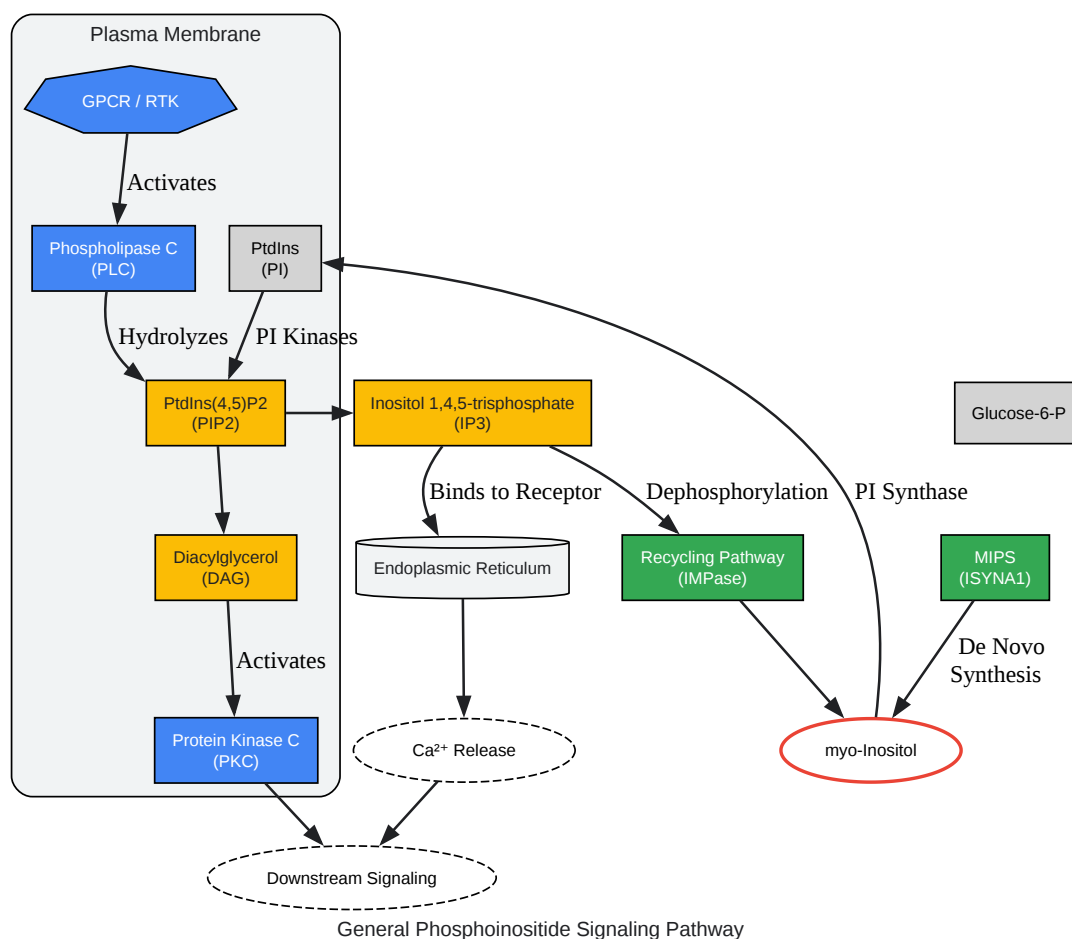 Plasma Membrane
GPCR / RTK
Activates
Phospholipase C
(PLC)
PtdIns
(PI)
Hydrolyzes
PI Kinases
PtdIns(4,5)P2
(PIP2)
Inositol 1,4,5-trisphosphate
(IP3)
Glucose-6-P
Binds to Receptor
Dephosphorylation
PI Synthase
Diacylglycerol
(DAG)
Endoplasmic Reticulum
Recycling Pathway
(IMPase)
MIPS
(ISYNA1)
Activates
De Novo
Synthesis
Protein Kinase C
(PKC)
Ca²⁺ Release
myo-Inositol
Downstream Signaling
General Phosphoinositide Signaling Pathway